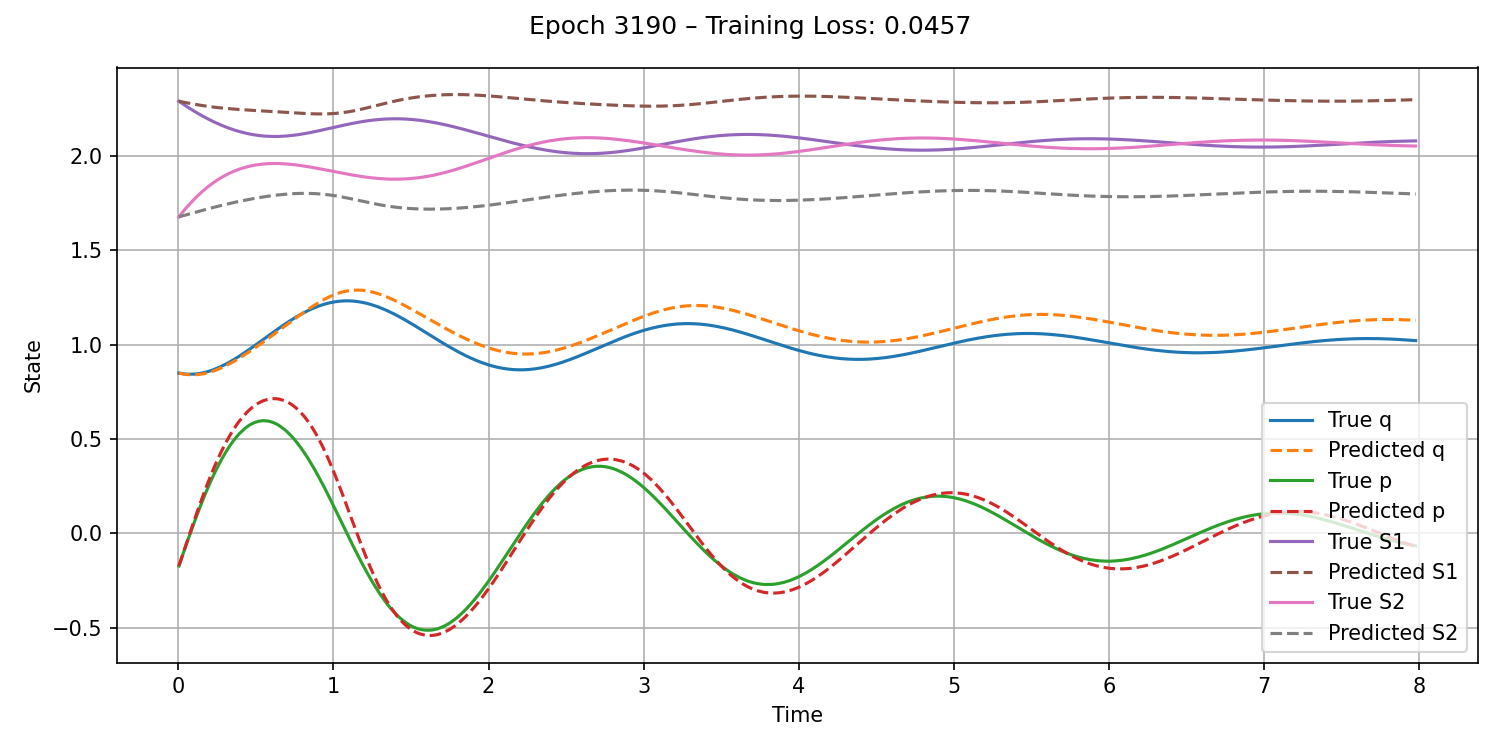 Epoch 3190 – Training Loss: 0.0457
State
2.0
1.5
1.0
0.5
0.0
−0.5
0 1 2 3 4 5 6 7 8
Time
True q
Predicted q
True p
Predicted p
True S1
Predicted S1
True S2
Predicted S2